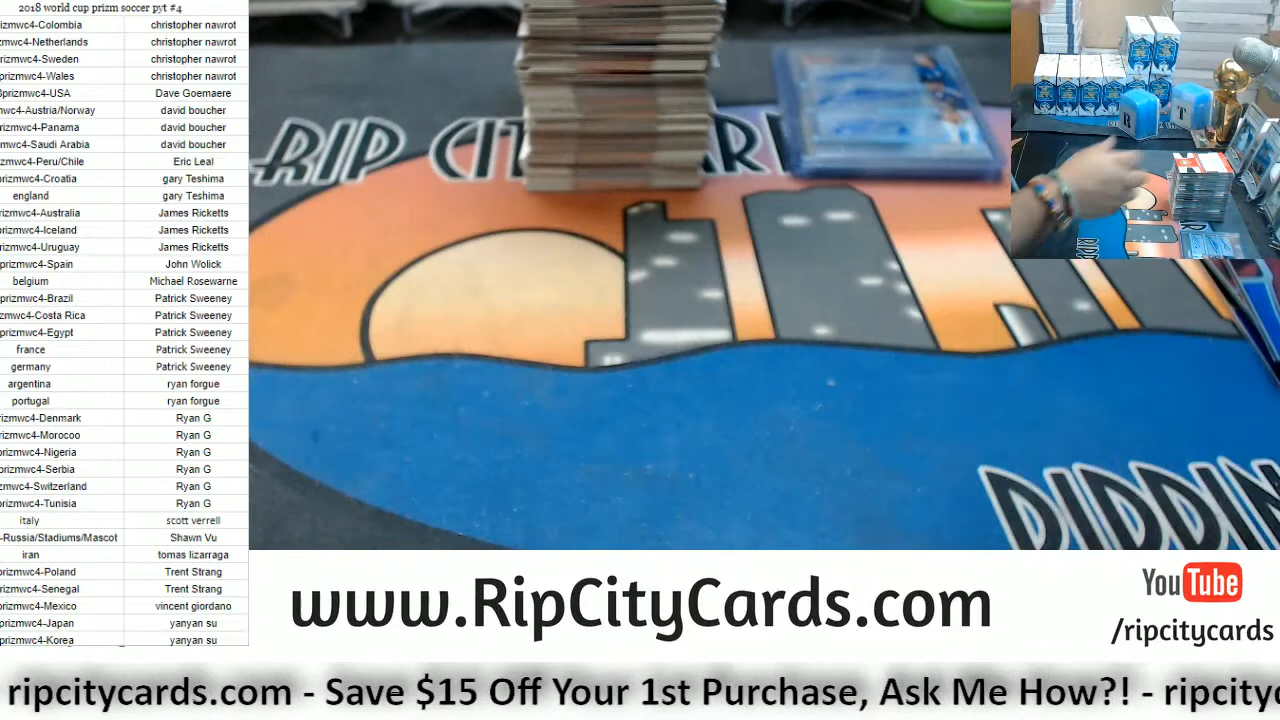 2018 world cup prizm soccer pyt #4
rizmwc4-Colombia christopher nawrot
rizmwc4-Netherlands christopher nawrot
rizmwc4-Sweden christopher nawrot
prizmwc4-Wales christopher nawrot
prizmwc4-USA Dave Goemaere
zmwc4-Austria/Norway david boucher
prizmwc4-Panama david boucher
zmwc4-Saudi Arabia david boucher
izmwc4-Peru/Chile Eric Leal
prizmwc4-Croatia gary Teshima
england gary Teshima
prizmwc4-Australia James Ricketts
prizmwc4-Iceland James Ricketts
rizmwc4-Uruguay James Ricketts
prizmwc4-Spain John Wolick
belgium Michael Rosewarne
prizmwc4-Brazil Patrick Sweeney
zmwc4-Costa Rica Patrick Sweeney
prizmwc4-Egypt Patrick Sweeney
france Patrick Sweeney
germany Patrick Sweeney
argentina ryan forgue
portugal ryan forgue
rizmwc4-Denmark Ryan G
rizmwc4-Morocoo Ryan G
prizmwc4-Nigeria Ryan G
prizmwc4-Serbia Ryan G
zmwc4-Switzerland Ryan G
prizmwc4-Tunisia Ryan G
italy scott verrell
-Russia/Stadiums/Mascot Shawn Vu
iran tomas lizarraga
prizmwc4-Poland Trent Strang
prizmwc4-Senegal Trent Strang
prizmwc4-Mexico vincent giordano
prizmwc4-Japan yanyan su
prizmwc4-Korea yanyan su
RIP CIT
R T
www.RipCityCards.com
YouTube
/ripcitycards
ripcitycards.com - Save $15 Off Your 1st Purchase, Ask Me How?! - ripcity